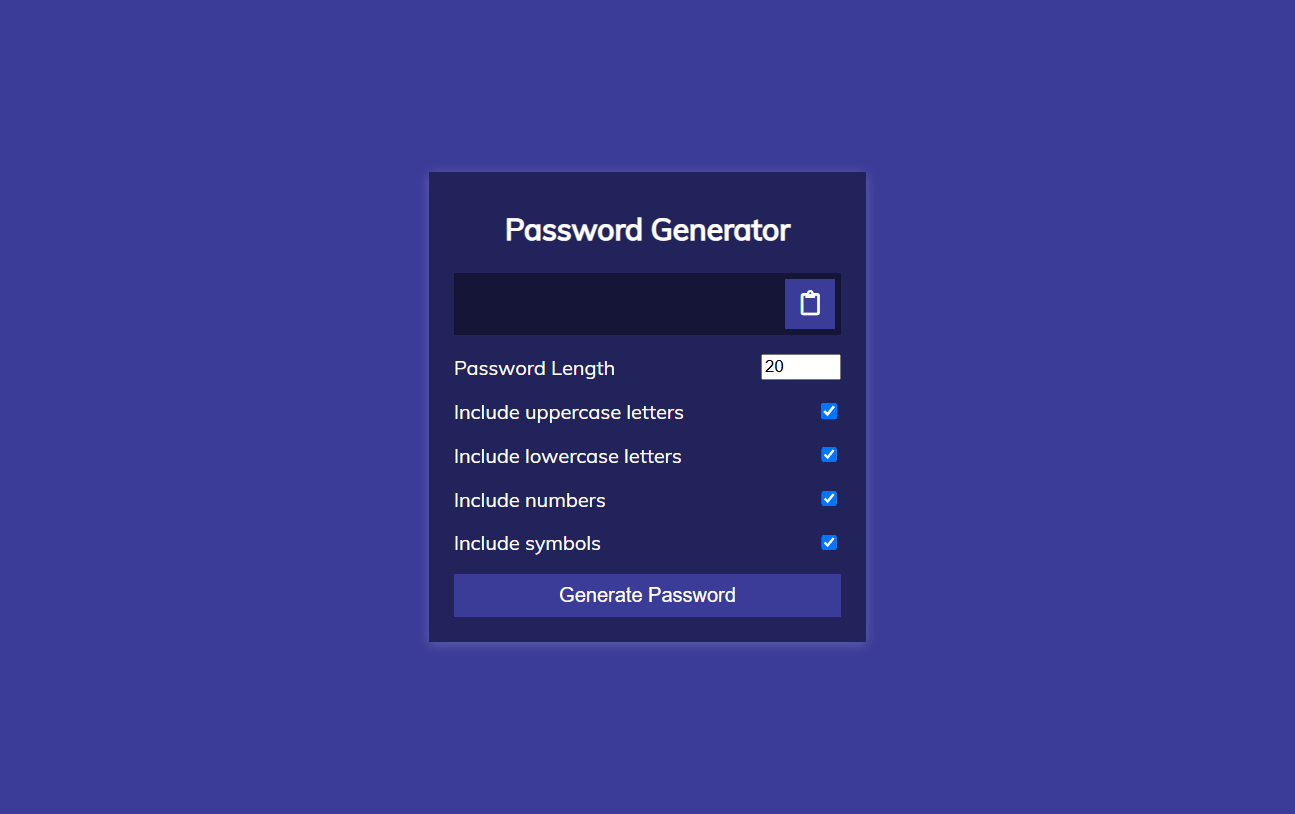 Password Generator
Password Length 20
Include uppercase letters
Include lowercase letters
Include numbers
Include symbols
Generate Password